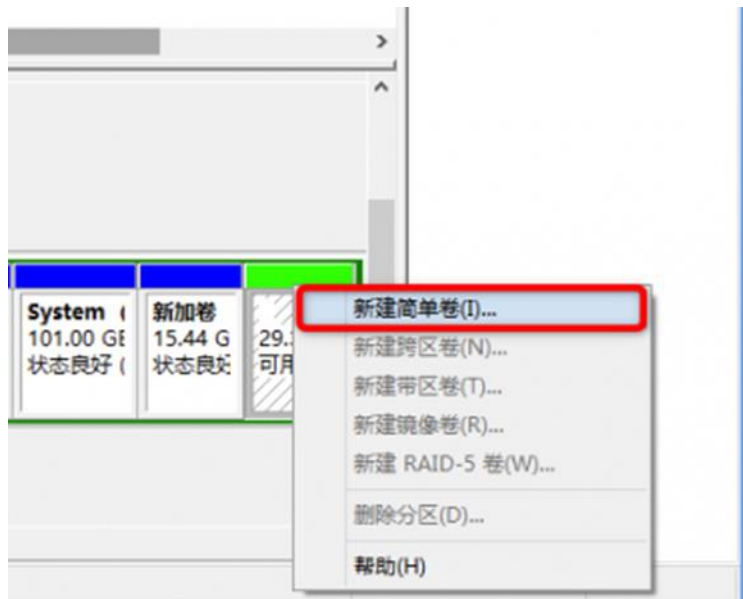 System (
101.00 GE
状态良好 (
新加卷
15.44 G
状态良好
29.
可用
新建简单卷(I)...
新建跨区卷(N)...
新建带区卷(T)...
新建镜像卷(R)...
新建 RAID-5 卷(W)...
删除分区(D)...
帮助(H)